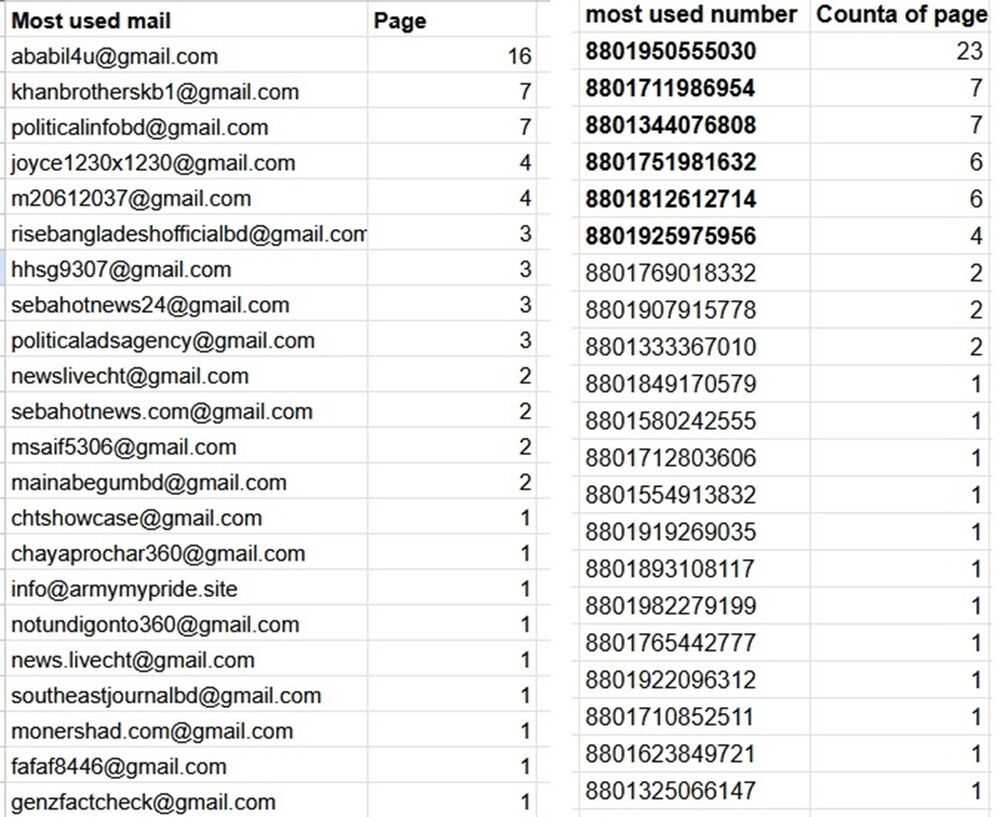 Most used mail Page
ababil4u@gmail.com 16
khanbrotherskb1@gmail.com 7
politicalinfobd@gmail.com 7
joyce1230x1230@gmail.com 4
m20612037@gmail.com 4
risebangladeshofficialbd@gmail.com 3
hhsg9307@gmail.com 3
sebahotnews24@gmail.com 3
politicaladsagency@gmail.com 3
newslivecht@gmail.com 2
sebahotnews.com@gmail.com 2
msaif5306@gmail.com 2
mainabegumbd@gmail.com 2
chtshowcase@gmail.com 1
chayaprochar360@gmail.com 1
info@armymypride.site 1
notundigonto360@gmail.com 1
news.livecht@gmail.com 1
southeastjournalbd@gmail.com 1
monershad.com@gmail.com 1
fafaf8446@gmail.com 1
genzfactcheck@gmail.com 1
most used number Counta of page
8801950555030 23
8801711986954 7
8801344076808 7
8801751981632 6
8801812612714 6
8801925975956 4
8801769018332 2
8801907915778 2
8801333367010 2
8801849170579 1
8801580242555 1
8801712803606 1
8801554913832 1
8801919269035 1
8801893108117 1
8801982279199 1
8801765442777 1
8801922096312 1
8801710852511 1
8801623849721 1
8801325066147 1